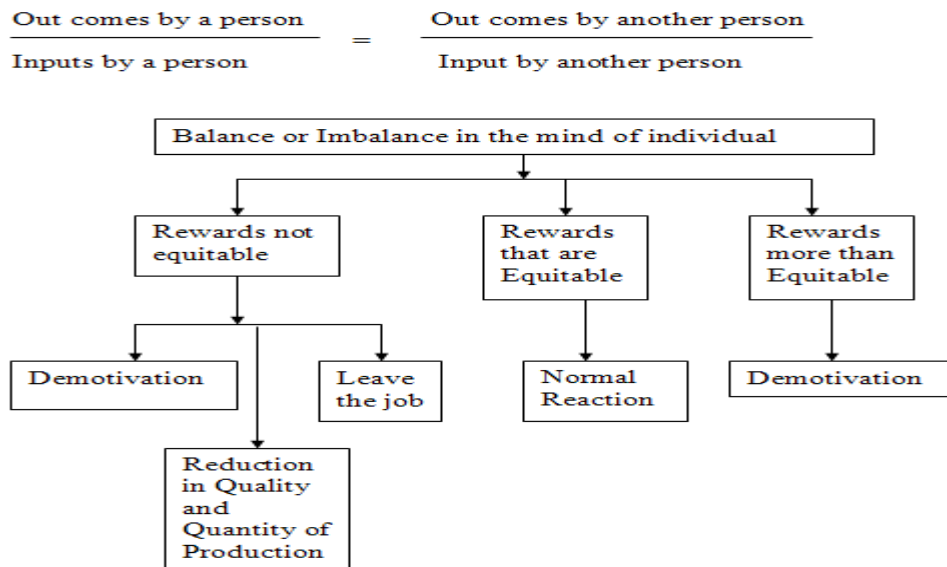 Out comes by a person
Inputs by a person
=
Out comes by another person
Input by another person
Balance or Imbalance in the mind of individual
Rewards not
equitable
Rewards
that are
Equitable
Rewards
more than
Equitable
Demotivation
Leave
the job
Normal
Reaction
Demotivation
Reduction
in Quality
and
Quantity of
Production